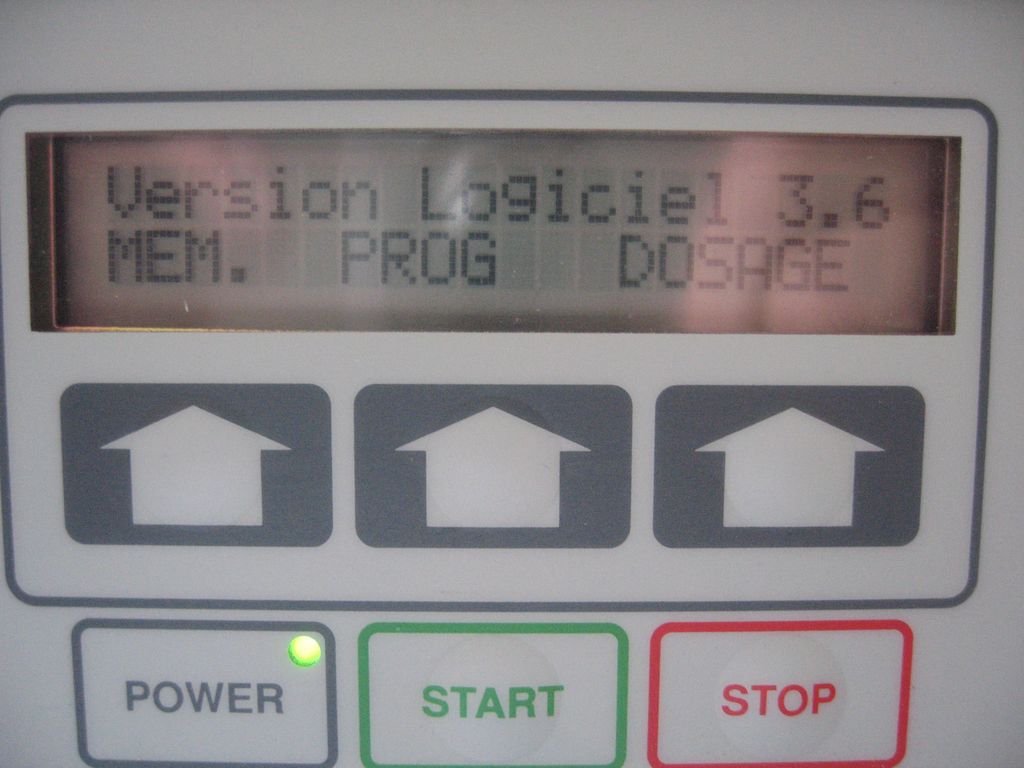 Version Logiciel 3.6
MEM. PROG DOSAGE
POWER START STOP